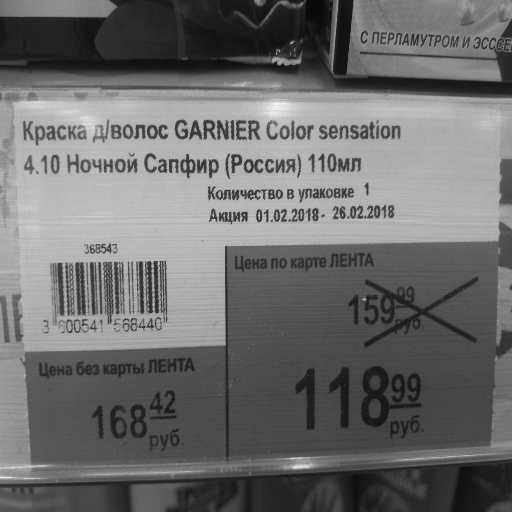 С ПЕРЛАМУТРОМ И ЭССЕ
Краска д/волос GARNIER Color sensation
4.10 Ночной Сапфир (Россия) 110мл
Количество в упаковке 1
Акция 01.02.2018- 26.02.2018
368543
3 600541 568440
Цена по карте ЛЕНТА
159 99
руб.
118 99
руб.
Цена без карты ЛЕНТА
168 42
руб.